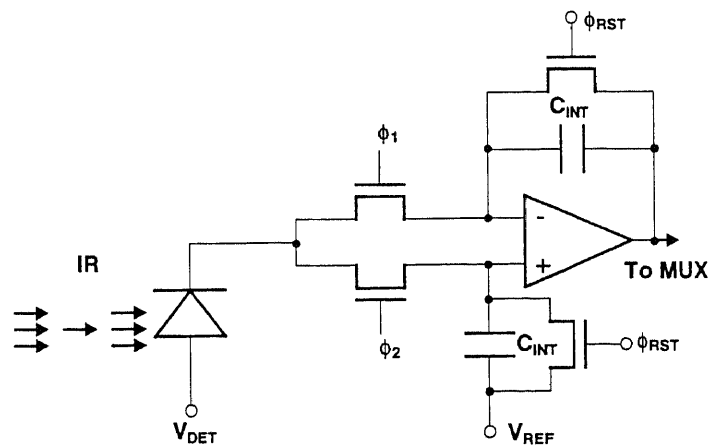 ϕRST
CINT
ϕ1
-
IR
+
To MUX
ϕ2
CINT
ϕRST
VDET
VREF